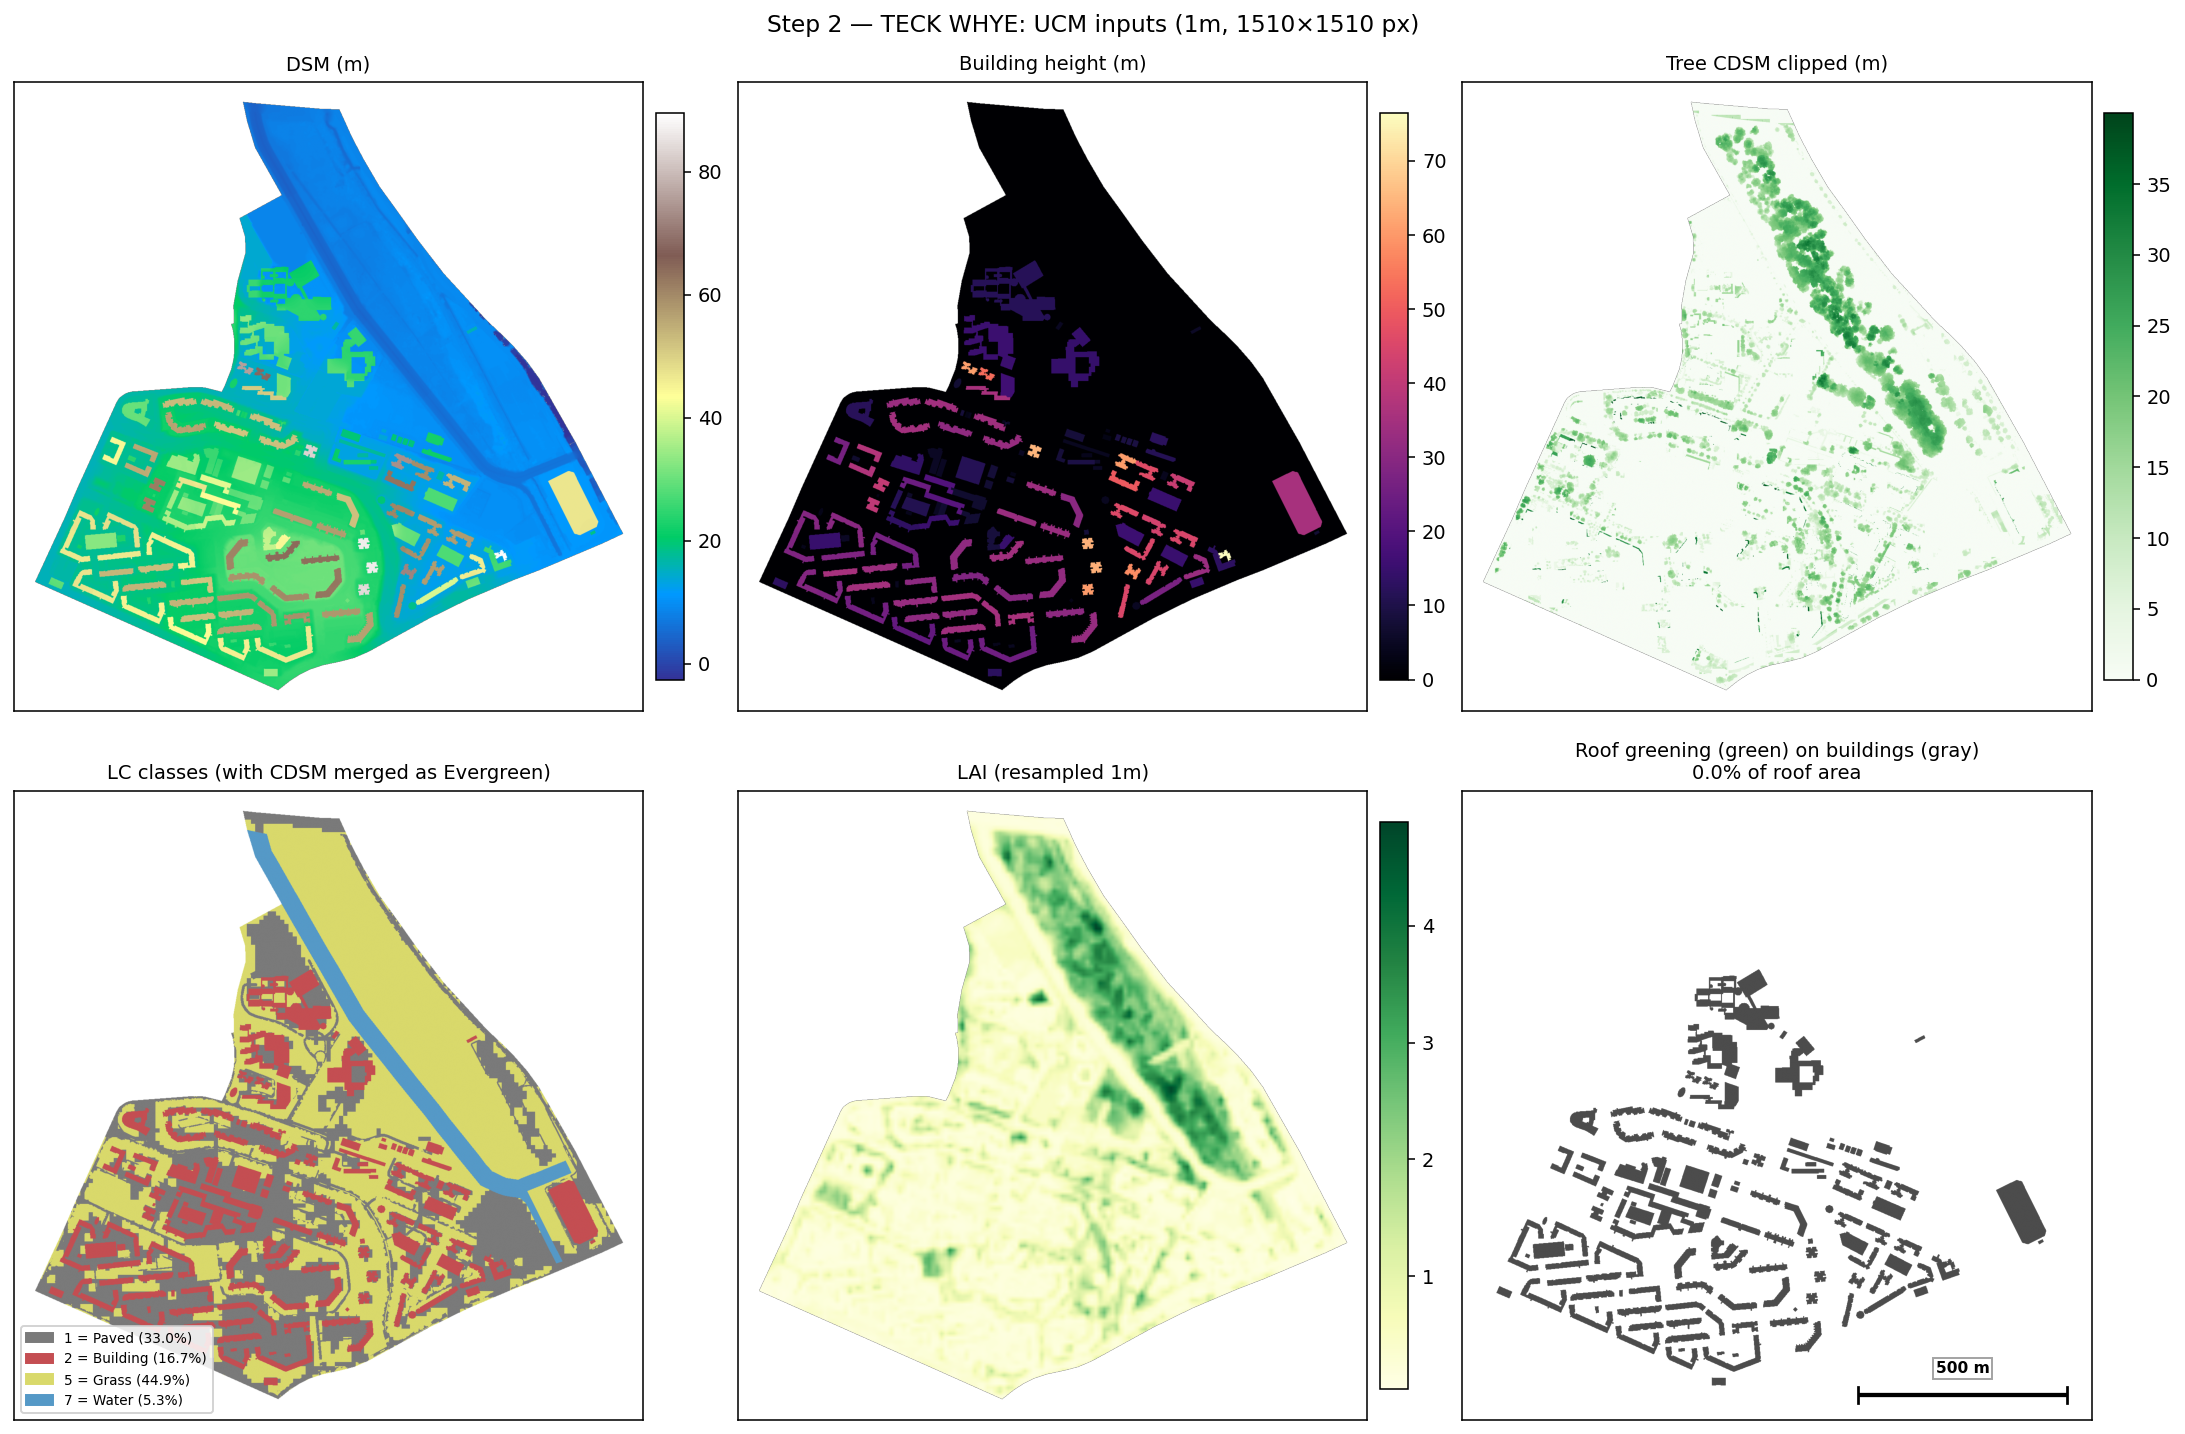 Step 2 — TECK WHYE: UCM inputs (1m, 1510×1510 px)
DSM (m)
80
60
40
20
0
Building height (m)
70
60
50
40
30
20
10
0
Tree CDSM clipped (m)
35
30
25
20
15
10
5
0
LC classes (with CDSM merged as Evergreen)
1 = Paved (33.0%)
2 = Building (16.7%)
5 = Grass (44.9%)
7 = Water (5.3%)
LAI (resampled 1m)
4
3
2
1
Roof greening (green) on buildings (gray)
0.0% of roof area
500 m